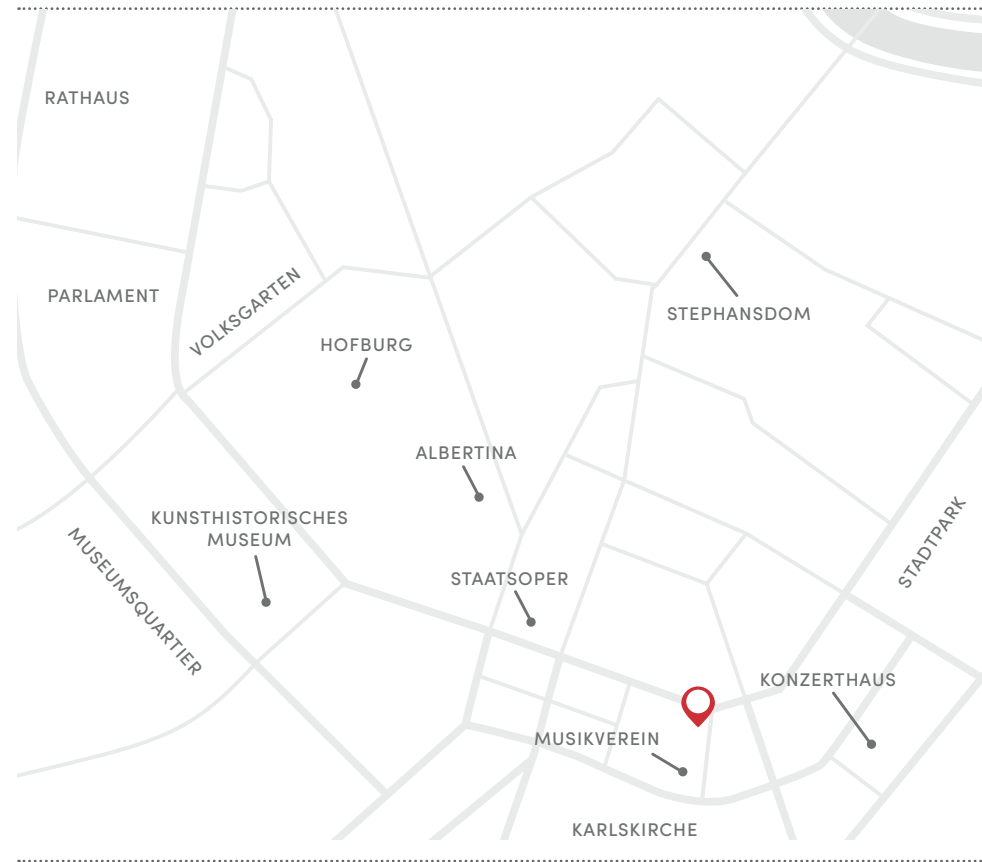 RATHAUS
PARLAMENT
VOLKSGARTEN
STEPHANSDOM
HOFBURG
ALBERTINA
KUNSTHISTORISCHES
MUSEUM
MUSEUMSQUARTIER
STADTPARK
STAATSOPER
KONZERTHAUS
MUSIKVEREIN
KARLSKIRCHE